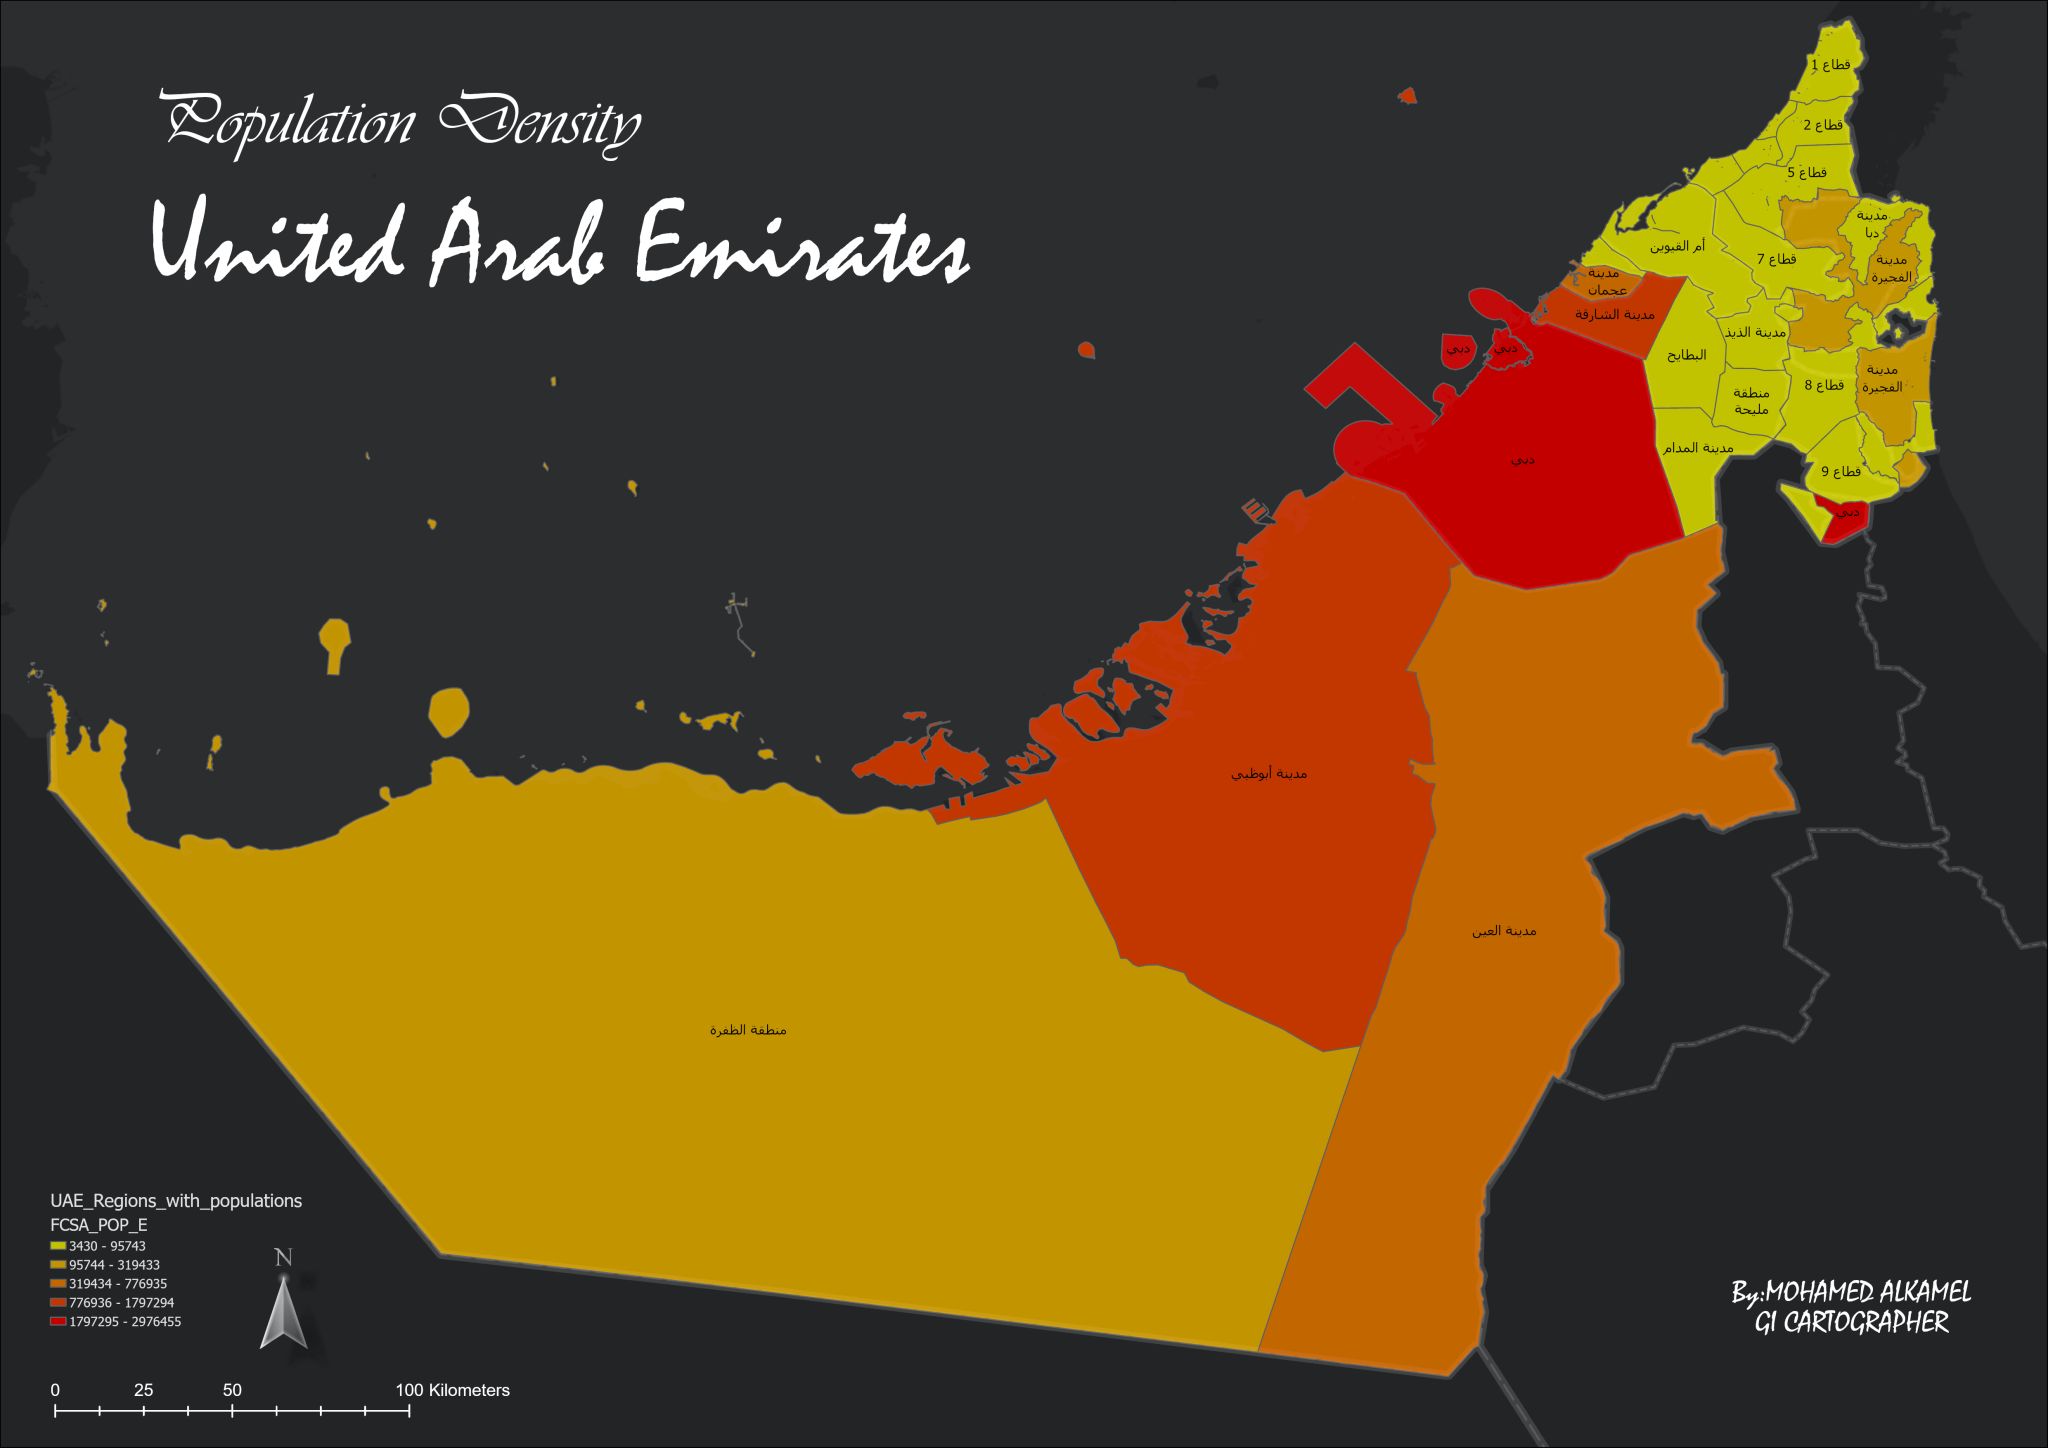 Population Density
United Arab Emirates
قطاع 1
قطاع 2
قطاع 5
مدينة
دبا
أم القيوين
قطاع 7
مدينة
الفجيرة
مدينة
عجمان
مدينة الشارقة
مدينة الذيذ
البطايح
دبي
دبي
مدينة
الفجيرة
قطاع 8
منطقة
مليحة
مدينة المدام
دبي
قطاع 9
دبي
مدينة أبوظبي
مدينة العين
منطقة الظفرة
UAE_Regions_with_populations
FCSA_POP_E
3430 - 95743
95744 - 319433
319434 - 776935
776936 - 1797294
1797295 - 2976455
N
0 25 50 100 Kilometers
By:MOHAMED ALKAMEL
GI CARTOGRAPHER